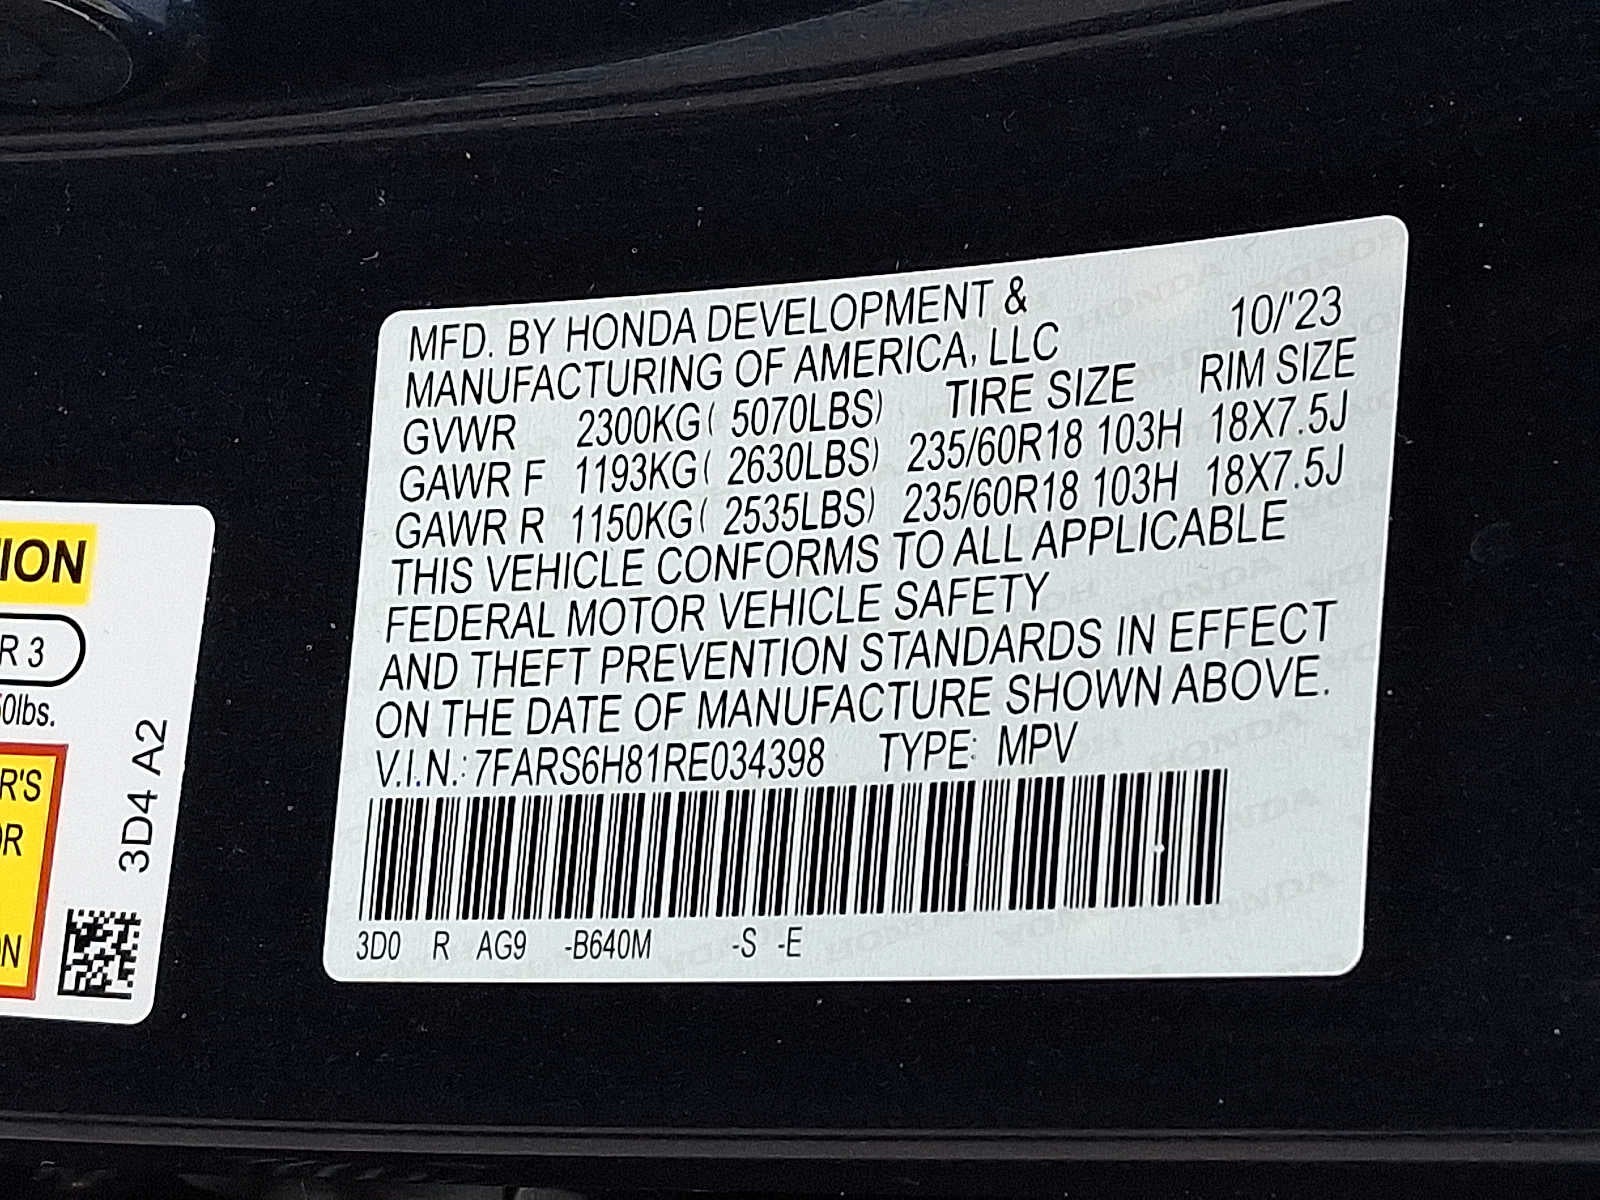 MFD. BY HONDA DEVELOPMENT &
MANUFACTURING OF AMERICA, LLC 10/'23
GVWR 2300KG( 5070LBS) TIRE SIZE RIM SIZE
GAWR F 1193KG( 2630LBS) 235/60R18 103H 18X7.5J
GAWR R 1150KG( 2535LBS) 235/60R18 103H 18X7.5J
THIS VEHICLE CONFORMS TO ALL APPLICABLE
FEDERAL MOTOR VEHICLE SAFETY
AND THEFT PREVENTION STANDARDS IN EFFECT
ON THE DATE OF MANUFACTURE SHOWN ABOVE.
V.I.N.: 7FARS6H81RE034398 TYPE: MPV
3D0 R AG9 -B640M -S -E
TION
R 3
50lbs.
R'S
OR
ON
3D4 A2